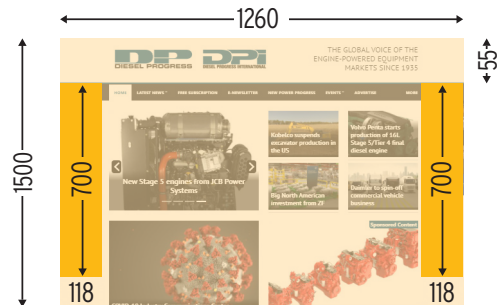 1260
DP
DIESEL PROGRESS
DPi
DIESEL PROGRESS INTERNATIONAL
THE GLOBAL VOICE OF THE
ENGINE-POWERED EQUIPMENT
MARKETS SINCE 1935
55
HOME LATEST NEWS FREE SUBSCRIPTION E-NEWSLETTER NEW POWER PROGRESS EVENTS ADVERTISE MORE
1500
700
New Stage 5 engines from JCB Power
Systems
Kobelco suspends
excavator production in
the US
Volvo Penta starts
production of 16L
Stage 5/Tier 4 final
diesel engine
Big North American
investment from ZF
Daimler to spin-off
commercial vehicle
business
700
Sponsored Content
118
118